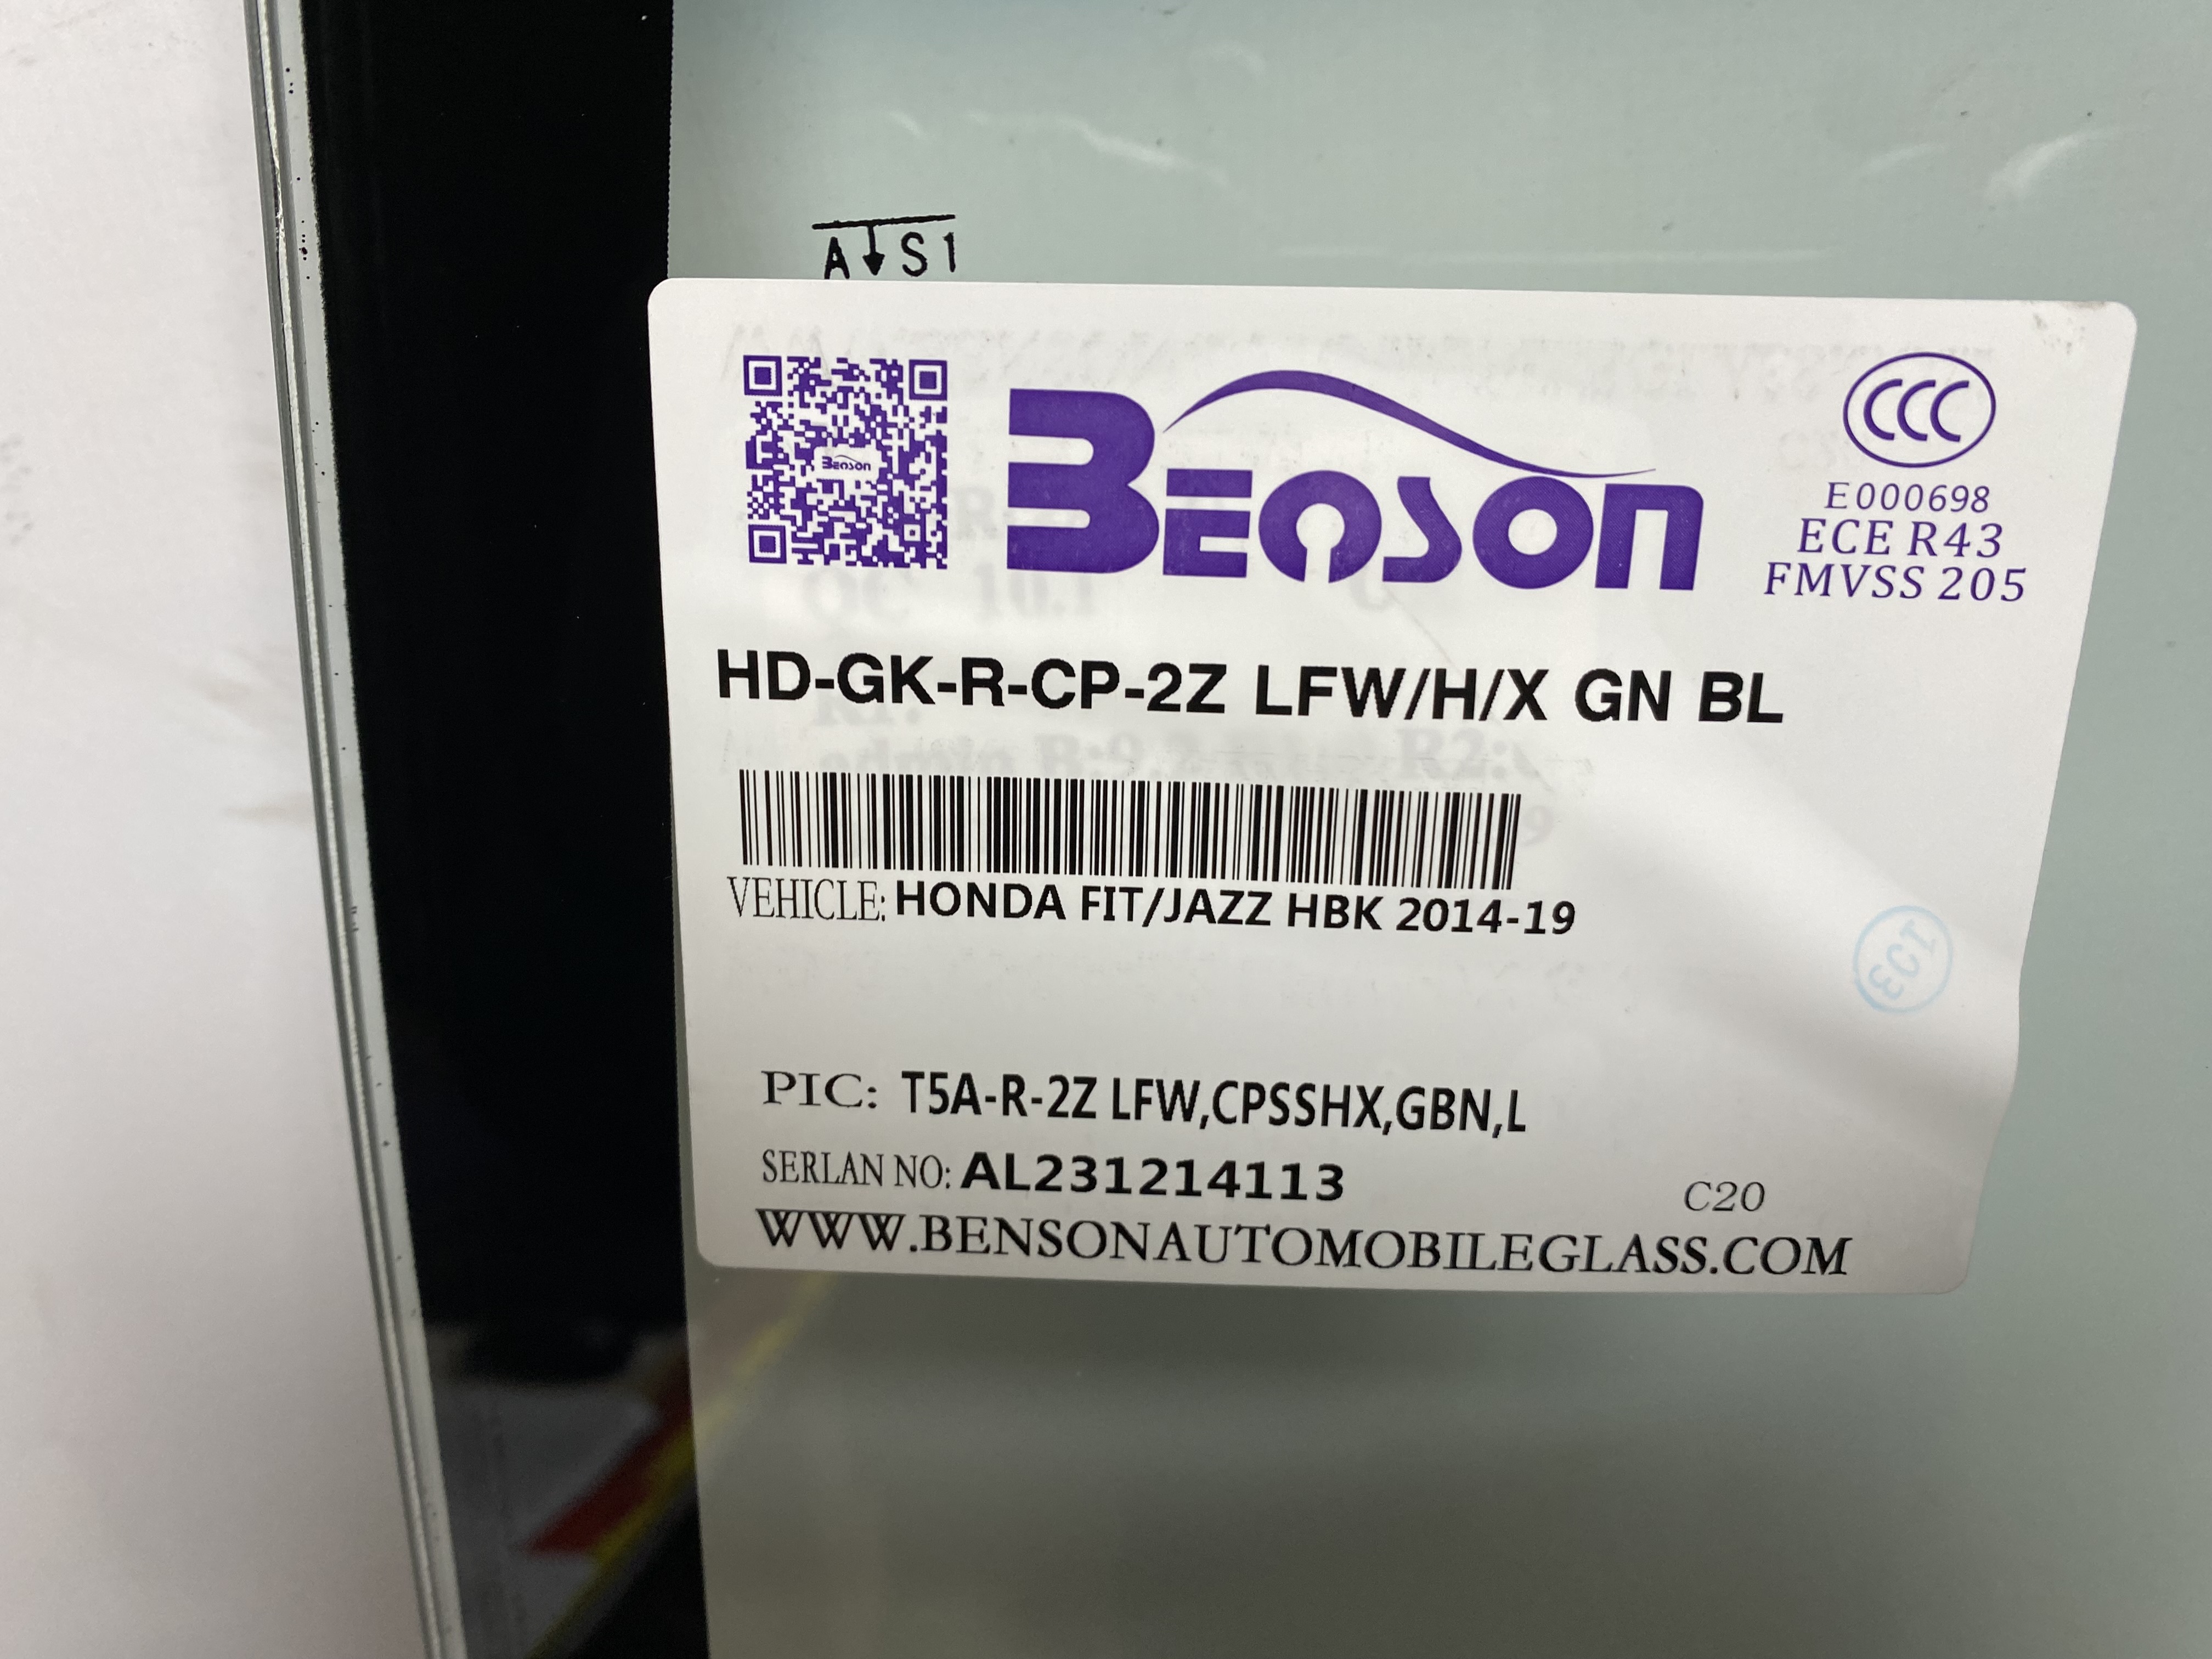 A S1
BENSON
BENSON
CCC
E000698
ECE R43
FMVSS 205
HD-GK-R-CP-2Z LFW/H/X GN BL
VEHICLE: HONDA FIT/JAZZ HBK 2014-19
133
PIC: T5A-R-2Z LFW,CPSSHX,GBN,L
SERLAN NO: AL231214113
C20
WWW.BENSONAUTOMOBILEGLASS.COM